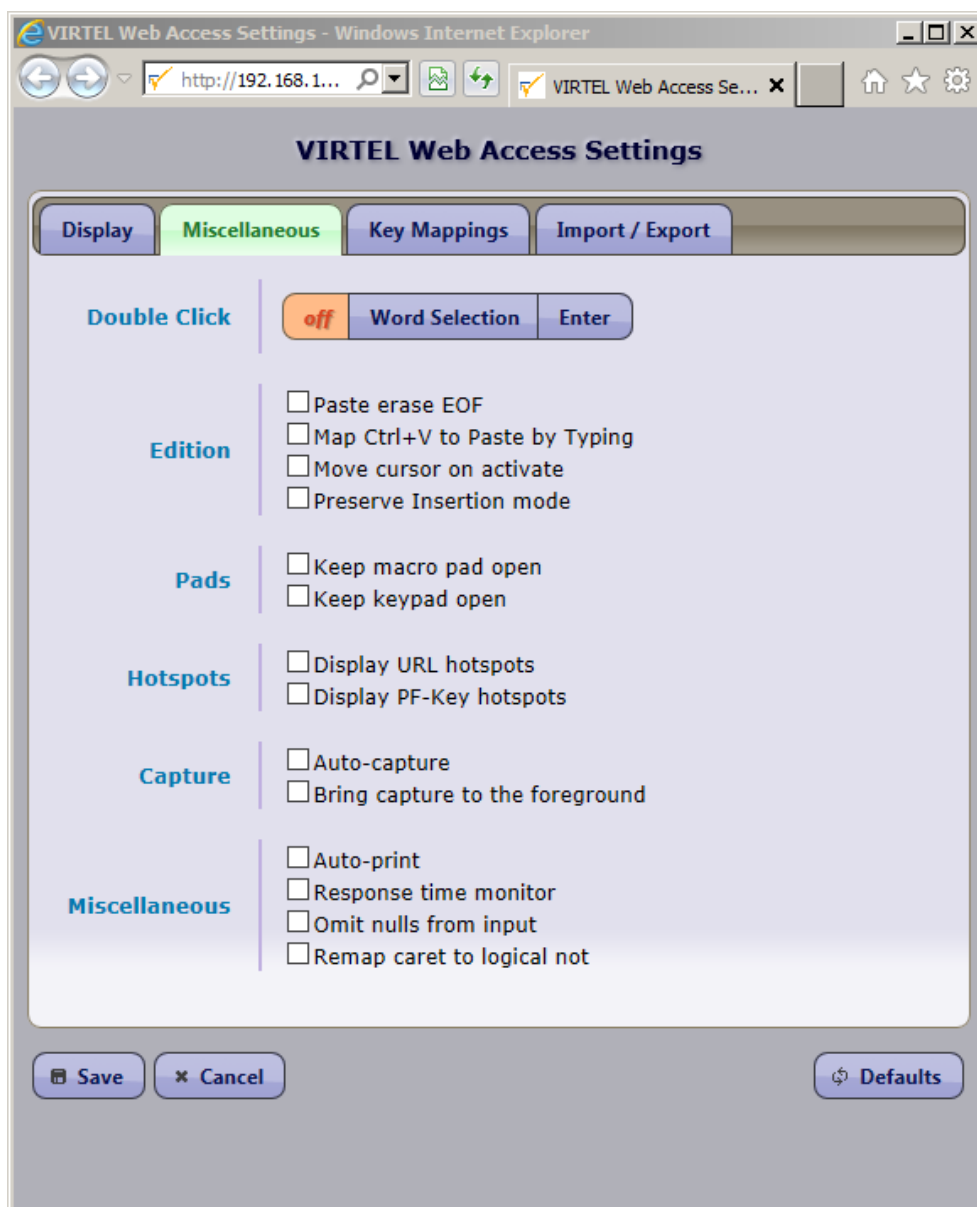 VIRTEL Web Access Settings - Windows Internet Explorer
http://192.168.1...
VIRTEL Web Access Se...
VIRTEL Web Access Settings
Display Miscellaneous Key Mappings Import / Export
Double Click off Word Selection Enter
Edition
Paste erase EOF
Map Ctrl+V to Paste by Typing
Move cursor on activate
Preserve Insertion mode
Pads
Keep macro pad open
Keep keypad open
Hotspots
Display URL hotspots
Display PF-Key hotspots
Capture
Auto-capture
Bring capture to the foreground
Miscellaneous
Auto-print
Response time monitor
Omit nulls from input
Remap caret to logical not
Save Cancel Defaults